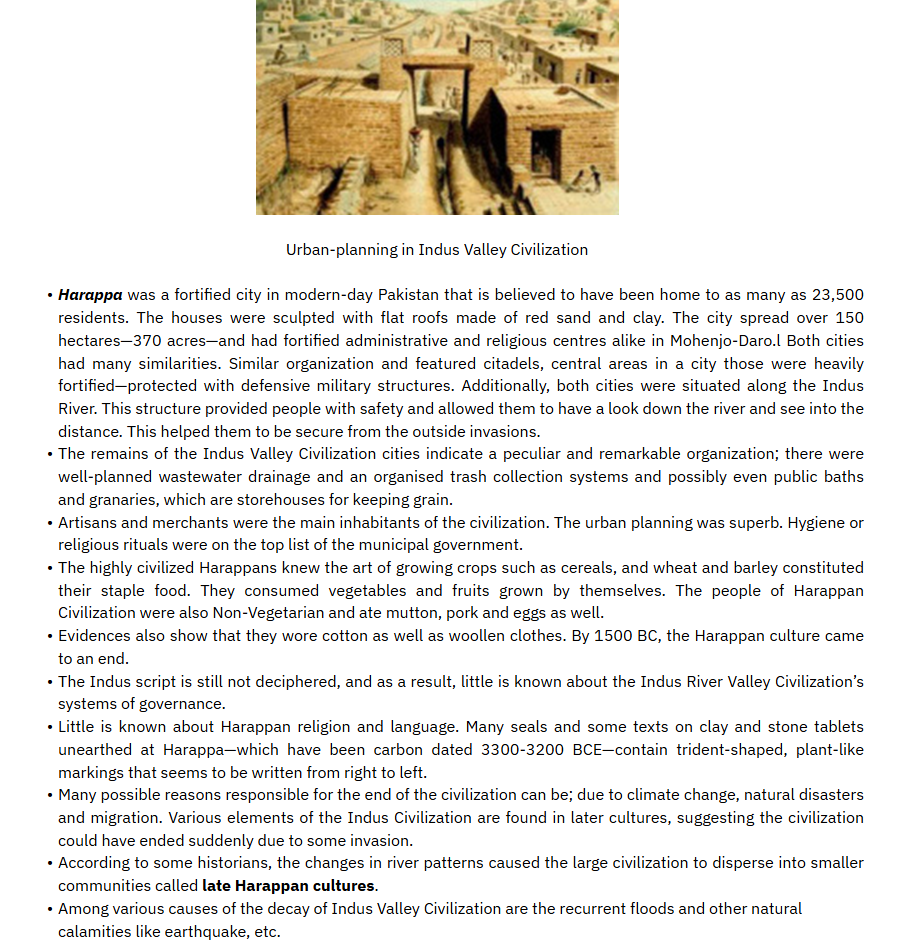 Urban-planning in Indus Valley Civilization
• Harappa was a fortified city in modern-day Pakistan that is believed to have been home to as many as 23,500
residents. The houses were sculpted with flat roofs made of red sand and clay. The city spread over 150
hectares—370 acres—and had fortified administrative and religious centres alike in Mohenjo-Daro.l Both cities
had many similarities. Similar organization and featured citadels, central areas in a city those were heavily
fortified—protected with defensive military structures. Additionally, both cities were situated along the Indus
River. This structure provided people with safety and allowed them to have a look down the river and see into the
distance. This helped them to be secure from the outside invasions.
• The remains of the Indus Valley Civilization cities indicate a peculiar and remarkable organization; there were
well-planned wastewater drainage and an organised trash collection systems and possibly even public baths
and granaries, which are storehouses for keeping grain.
• Artisans and merchants were the main inhabitants of the civilization. The urban planning was superb. Hygiene or
religious rituals were on the top list of the municipal government.
• The highly civilized Harappans knew the art of growing crops such as cereals, and wheat and barley constituted
their staple food. They consumed vegetables and fruits grown by themselves. The people of Harappan
Civilization were also Non-Vegetarian and ate mutton, pork and eggs as well.
• Evidences also show that they wore cotton as well as woollen clothes. By 1500 BC, the Harappan culture came
to an end.
• The Indus script is still not deciphered, and as a result, little is known about the Indus River Valley Civilization’s
systems of governance.
• Little is known about Harappan religion and language. Many seals and some texts on clay and stone tablets
unearthed at Harappa—which have been carbon dated 3300-3200 BCE—contain trident-shaped, plant-like
markings that seems to be written from right to left.
• Many possible reasons responsible for the end of the civilization can be; due to climate change, natural disasters
and migration. Various elements of the Indus Civilization are found in later cultures, suggesting the civilization
could have ended suddenly due to some invasion.
• According to some historians, the changes in river patterns caused the large civilization to disperse into smaller
communities called late Harappan cultures.
• Among various causes of the decay of Indus Valley Civilization are the recurrent floods and other natural
calamities like earthquake, etc.